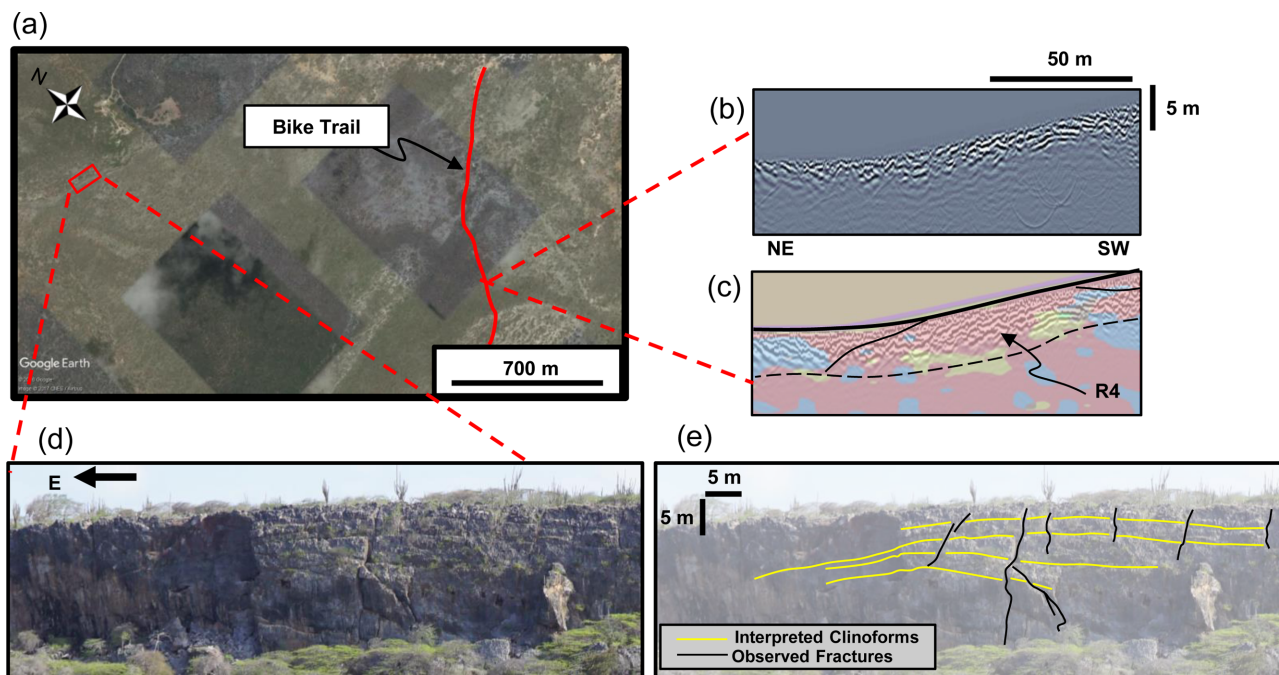 (a)
N
Bike Trail
Google Earth
700 m
50 m
(b)
5 m
NE
SW
(c)
R4
(d)
E
(e)
5 m
5 m
Interpreted Clinoforms
Observed Fractures